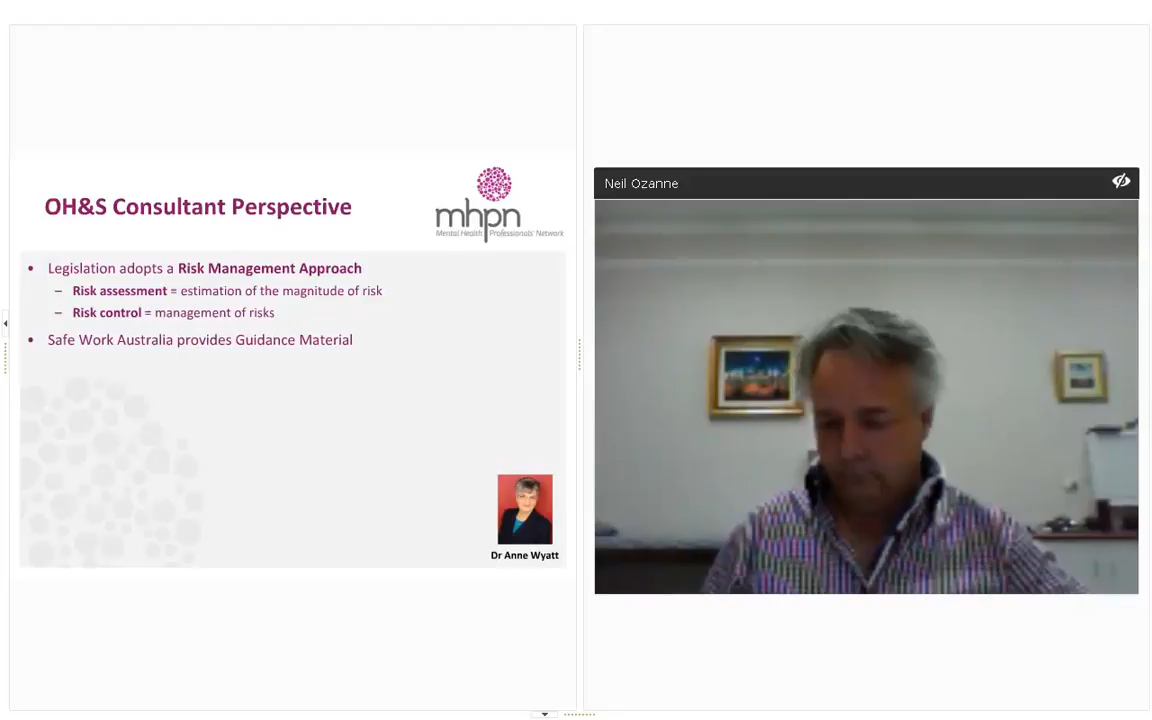 OH&S Consultant Perspective
mhpn
Mental Health Professionals' Network
• Legislation adopts a Risk Management Approach
– Risk assessment = estimation of the magnitude of risk
– Risk control = management of risks
• Safe Work Australia provides Guidance Material
Dr Anne Wyatt
Neil Ozanne